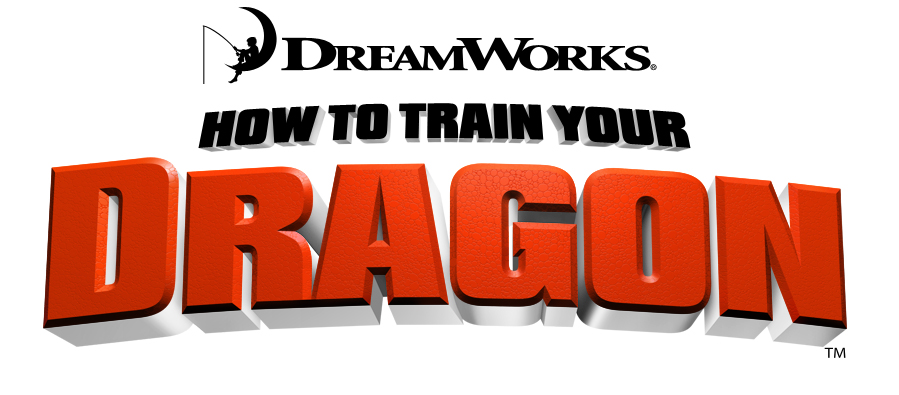 DREAMWORKS®
HOW TO TRAIN YOUR
DRAGON
TM